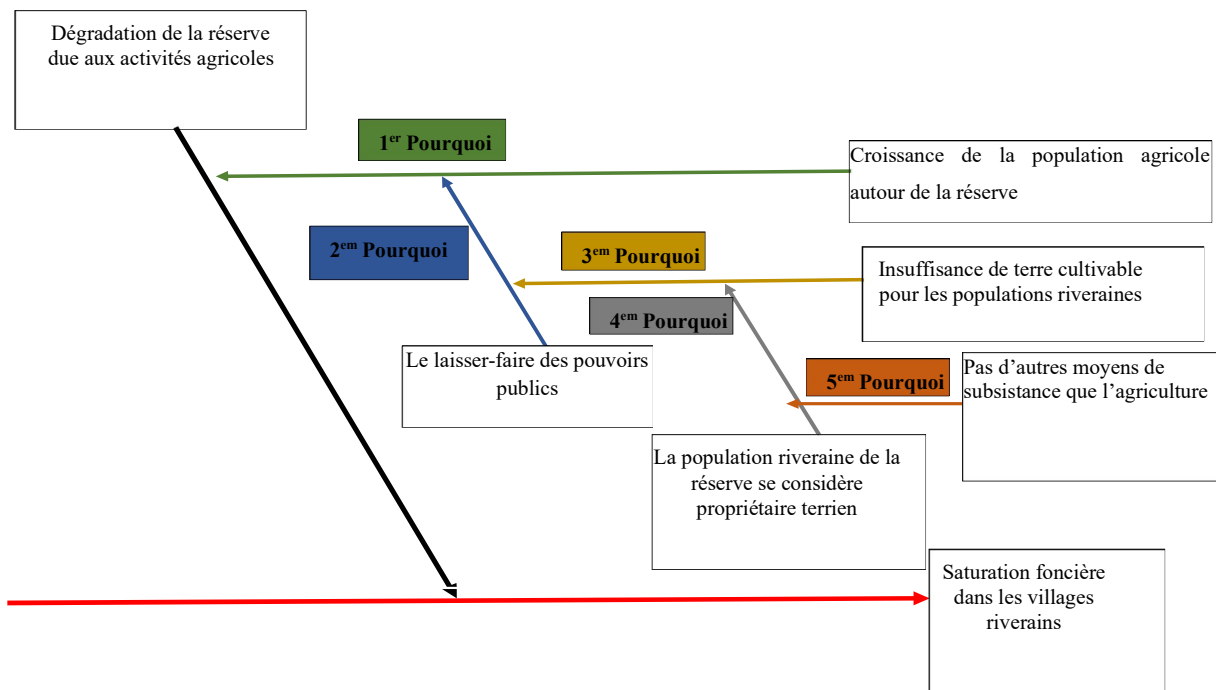 Dégradation de la réserve
due aux activités agricoles
1er Pourquoi
Croissance de la population agricole
autour de la réserve
2em Pourquoi
3em Pourquoi
Insuffisance de terre cultivable
pour les populations riveraines
4em Pourquoi
Le laisser-faire des pouvoirs
publics
5em Pourquoi
Pas d’autres moyens de
subsistance que l’agriculture
La population riveraine de la
réserve se considère
propriétaire terrien
Saturation foncière
dans les villages
riverains